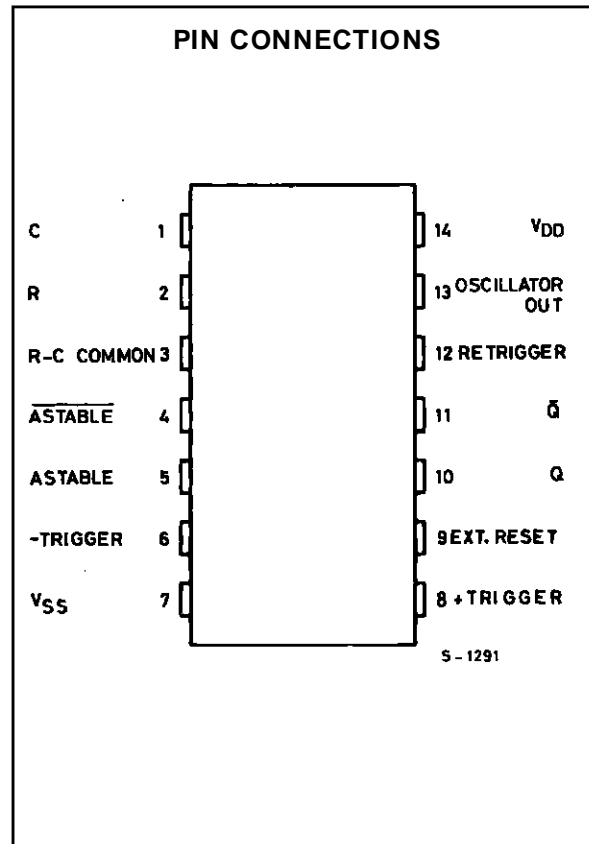 PIN CONNECTIONS
C 1 14 VDD
R 2 13 OSCILLATOR
OUT
R-C COMMON 3 12 RETRIGGER
A̅S̅T̅A̅B̅L̅E̅ 4 11 Q̅
ASTABLE 5 10 Q
-TRIGGER 6 9 EXT. RESET
VSS 7 8 +TRIGGER
S-1291